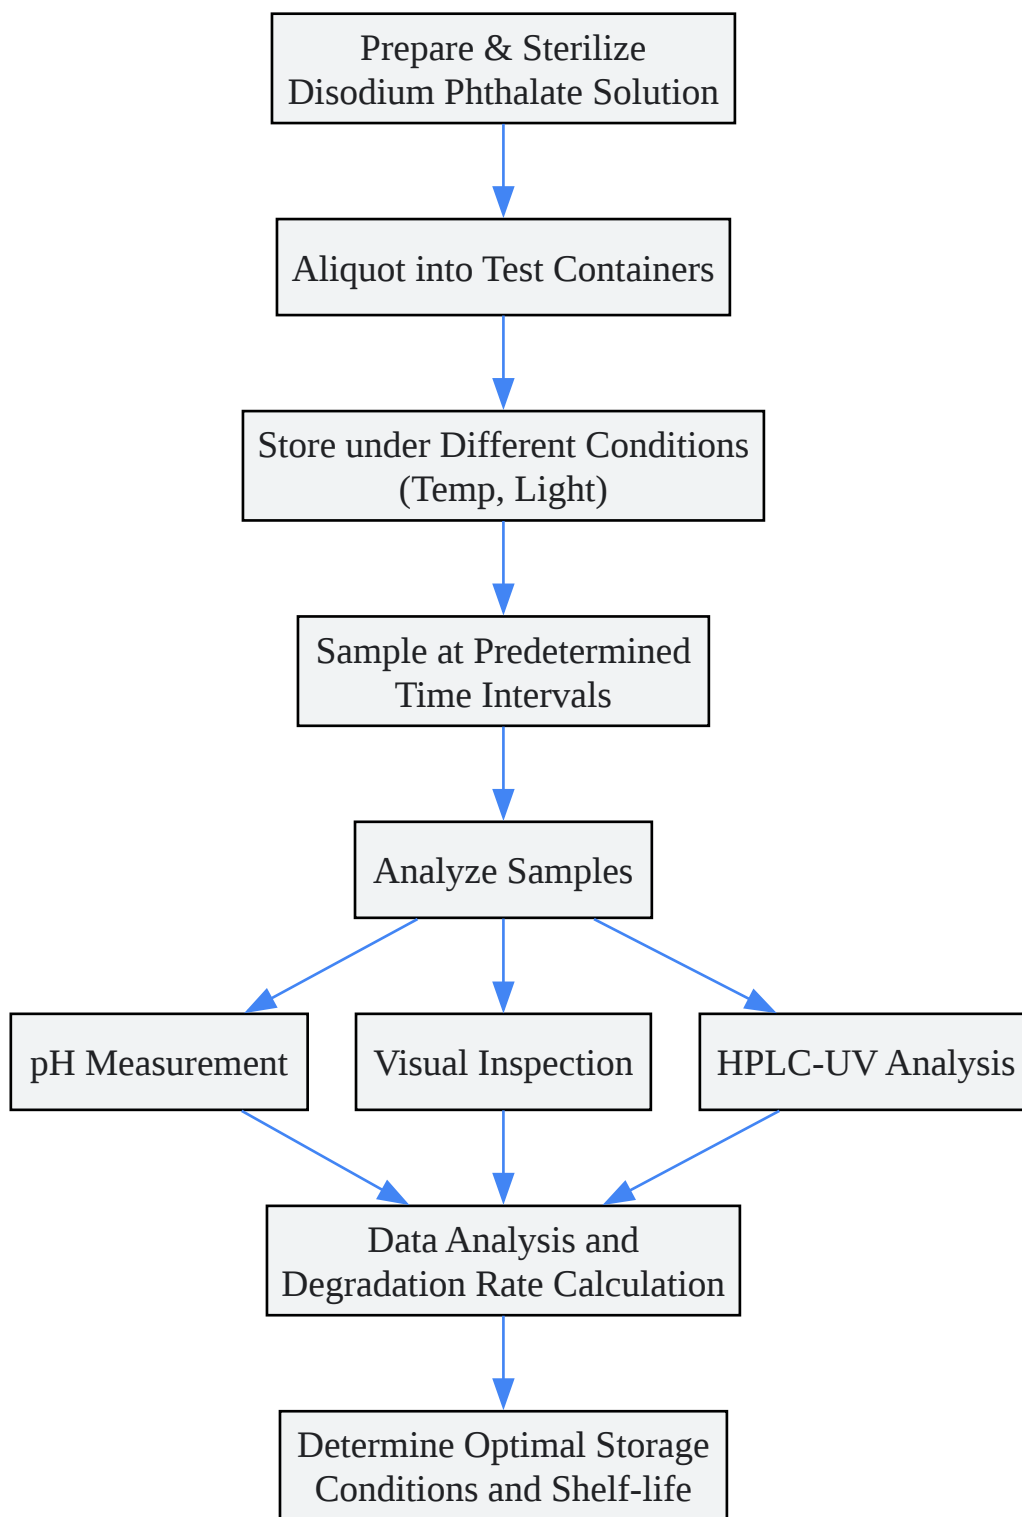 Prepare & Sterilize
Disodium Phthalate Solution
Aliquot into Test Containers
Store under Different Conditions
(Temp, Light)
Sample at Predetermined
Time Intervals
Analyze Samples
pH Measurement
Visual Inspection
HPLC-UV Analysis
Data Analysis and
Degradation Rate Calculation
Determine Optimal Storage
Conditions and Shelf-life